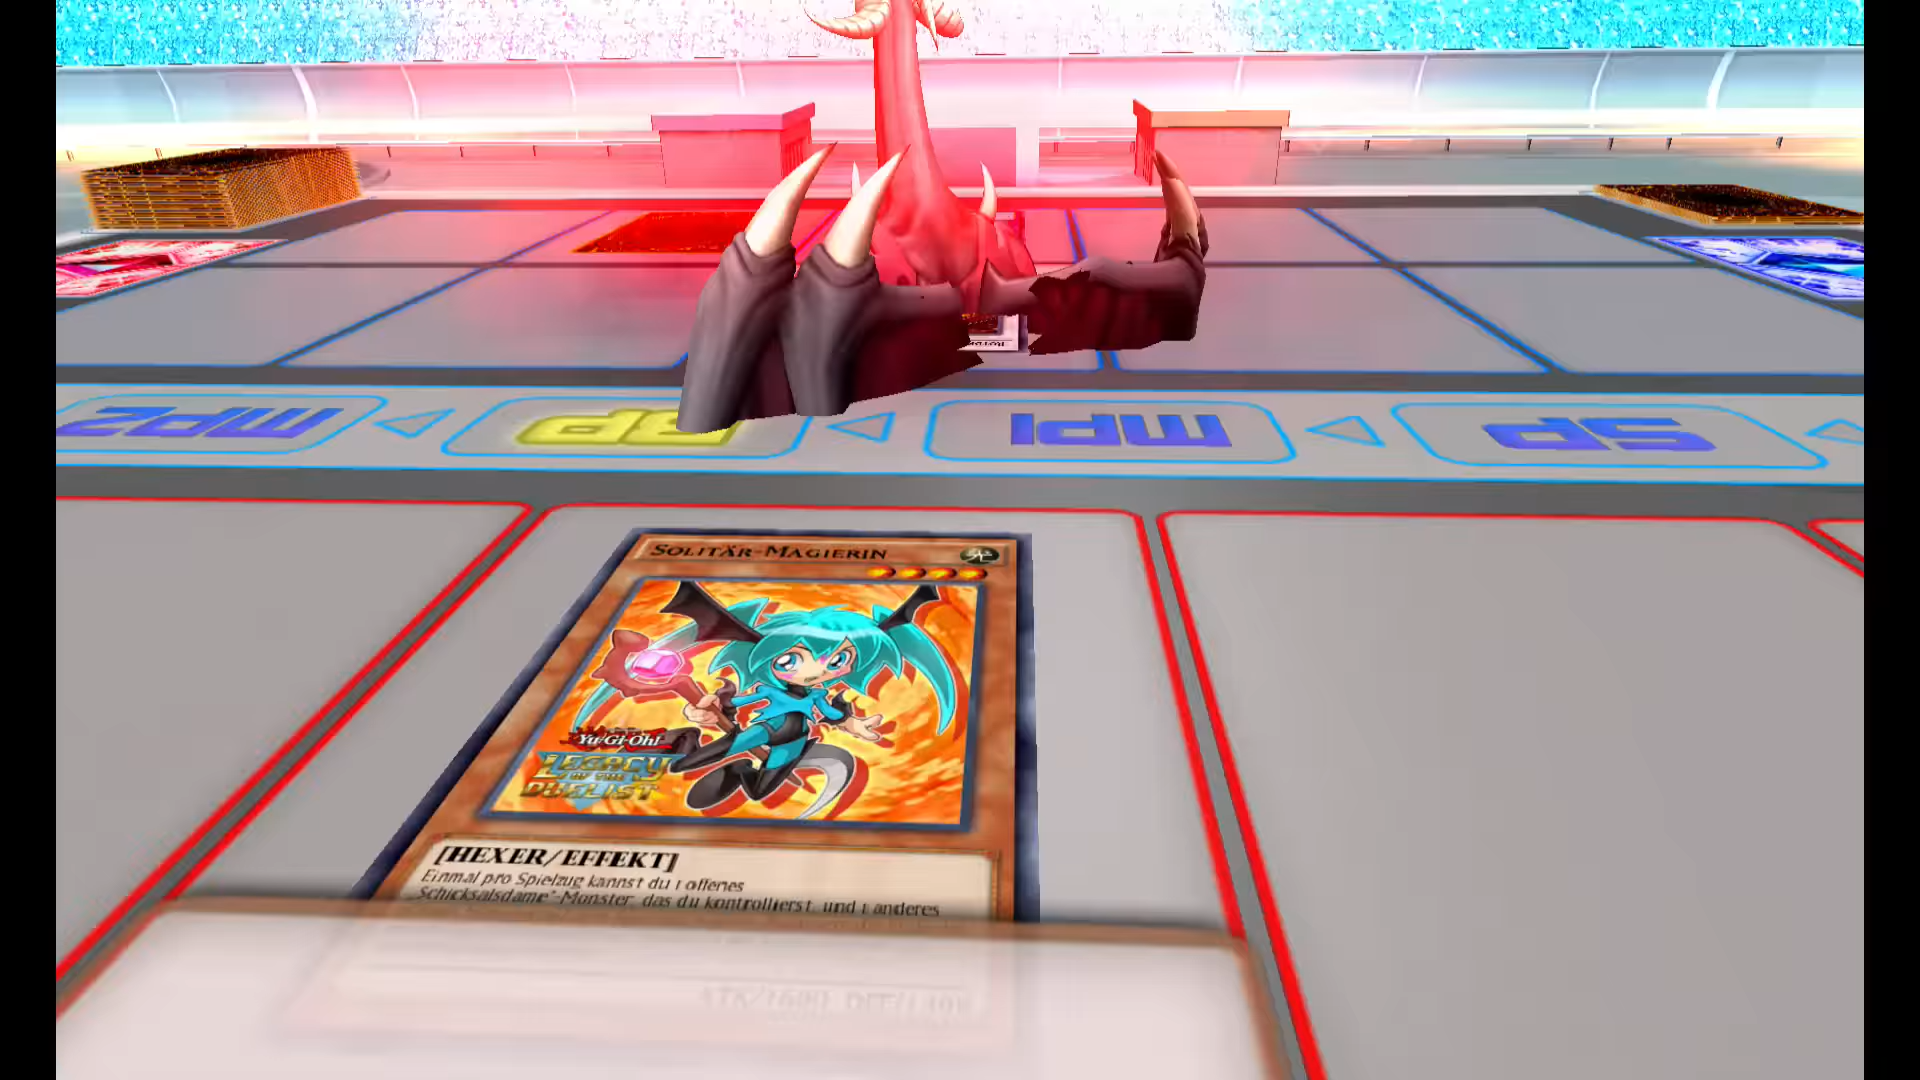 MP2
BP
MP1
SP
SOLITÄR-MAGIERIN
Yu-Gi-Oh!
LEGACY
OF THE
DUELIST
[HEXER/EFFEKT]
Einmal pro Spielzug kannst du 1 offenes
Schicksalsdame"-Monster, das du kontrollierst, und 1 anderes